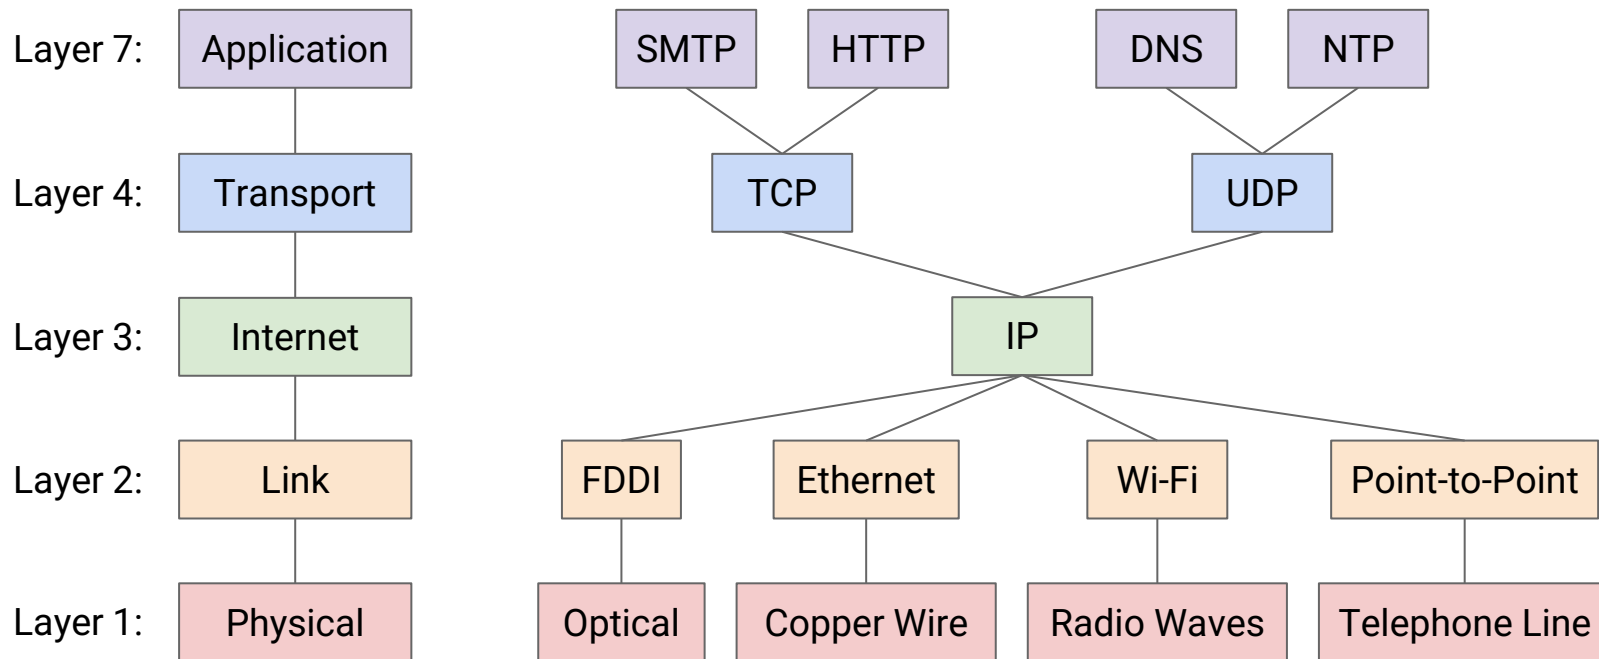 Layer 7: Application SMTP HTTP DNS NTP
Layer 4: Transport TCP UDP
Layer 3: Internet IP
Layer 2: Link FDDI Ethernet Wi-Fi Point-to-Point
Layer 1: Physical Optical Copper Wire Radio Waves Telephone Line